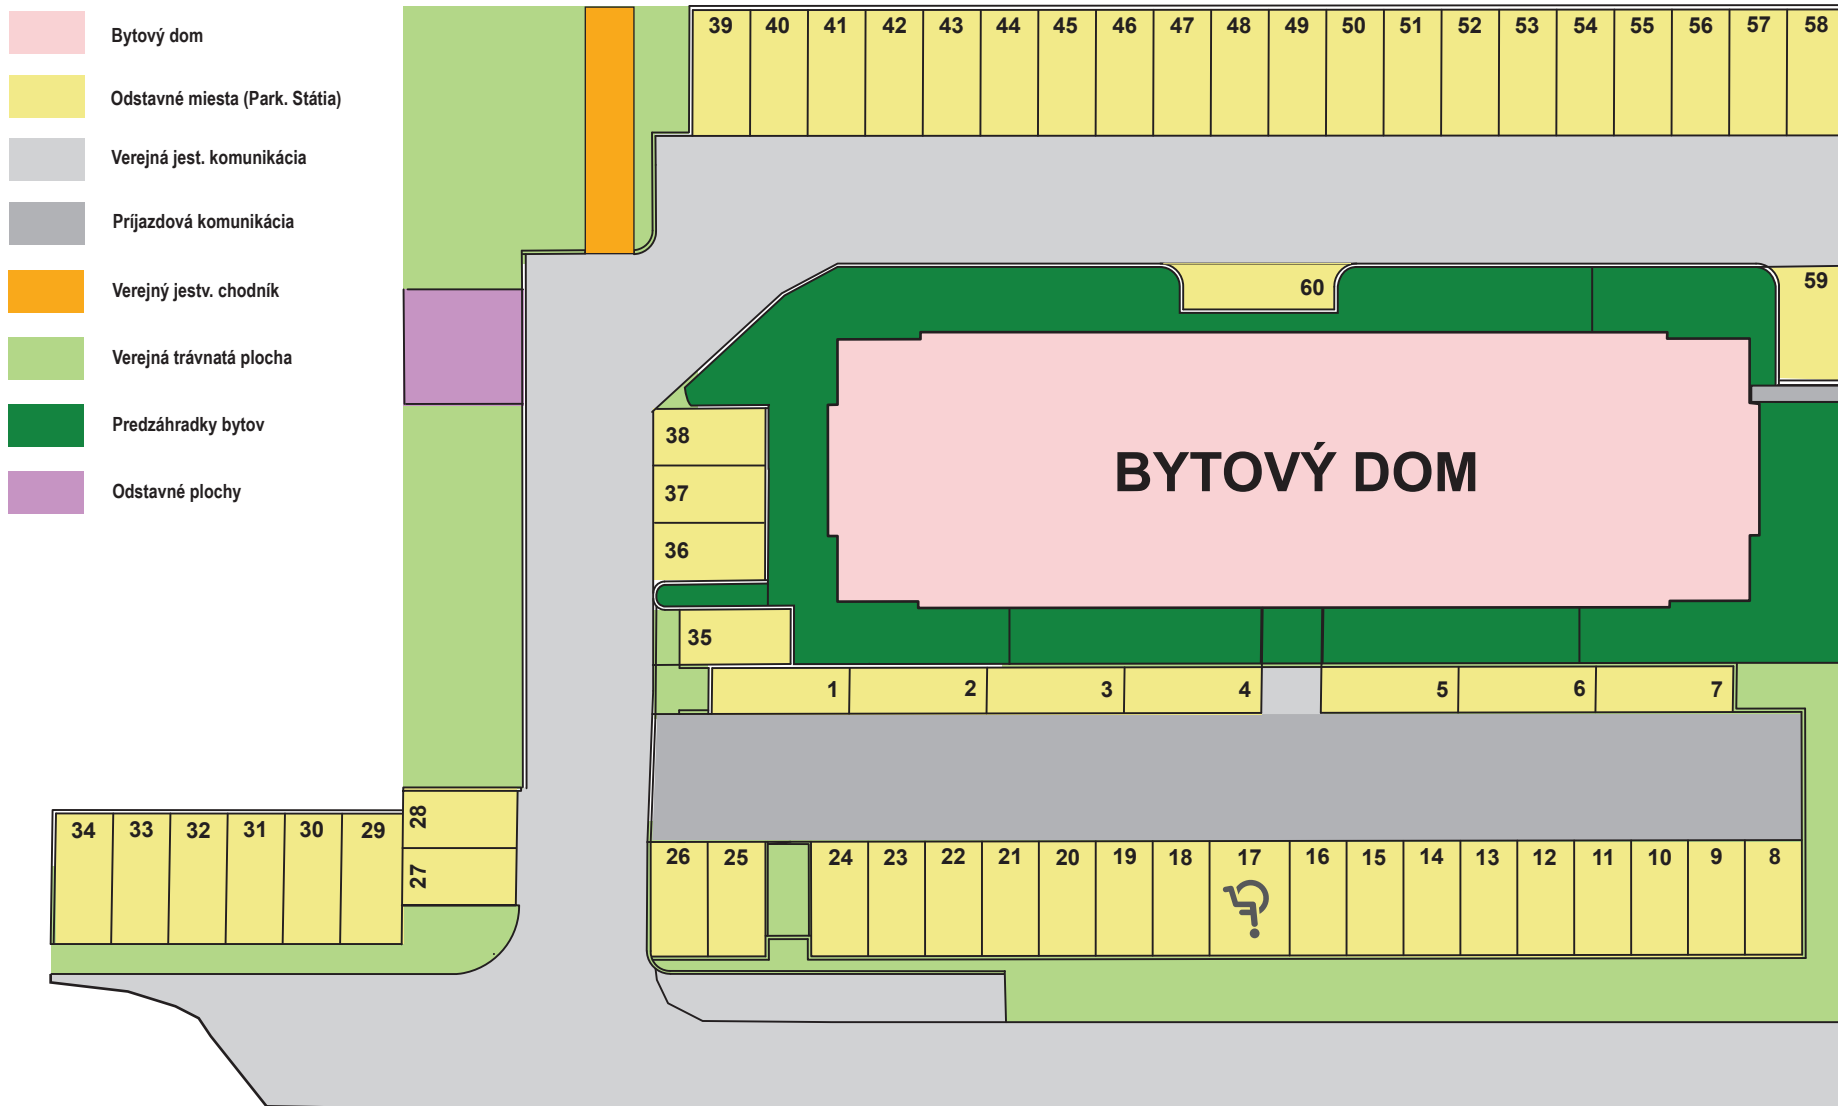 Bytový dom
Odstavné miesta (Park. Státia)
Verejná jest. komunikácia
Príjazdová komunikácia
Verejný jestv. chodník
Verejná trávnatá plocha
Predzáhradky bytov
Odstavné plochy
39 40 41 42 43 44 45 46 47 48 49 50 51 52 53 54 55 56 57 58
60
59
38
37
36
35
BYTOVÝ DOM
1 2 3 4 5 6 7
28
27
34 33 32 31 30 29
26 25 24 23 22 21 20 19 18 17 16 15 14 13 12 11 10 9 8